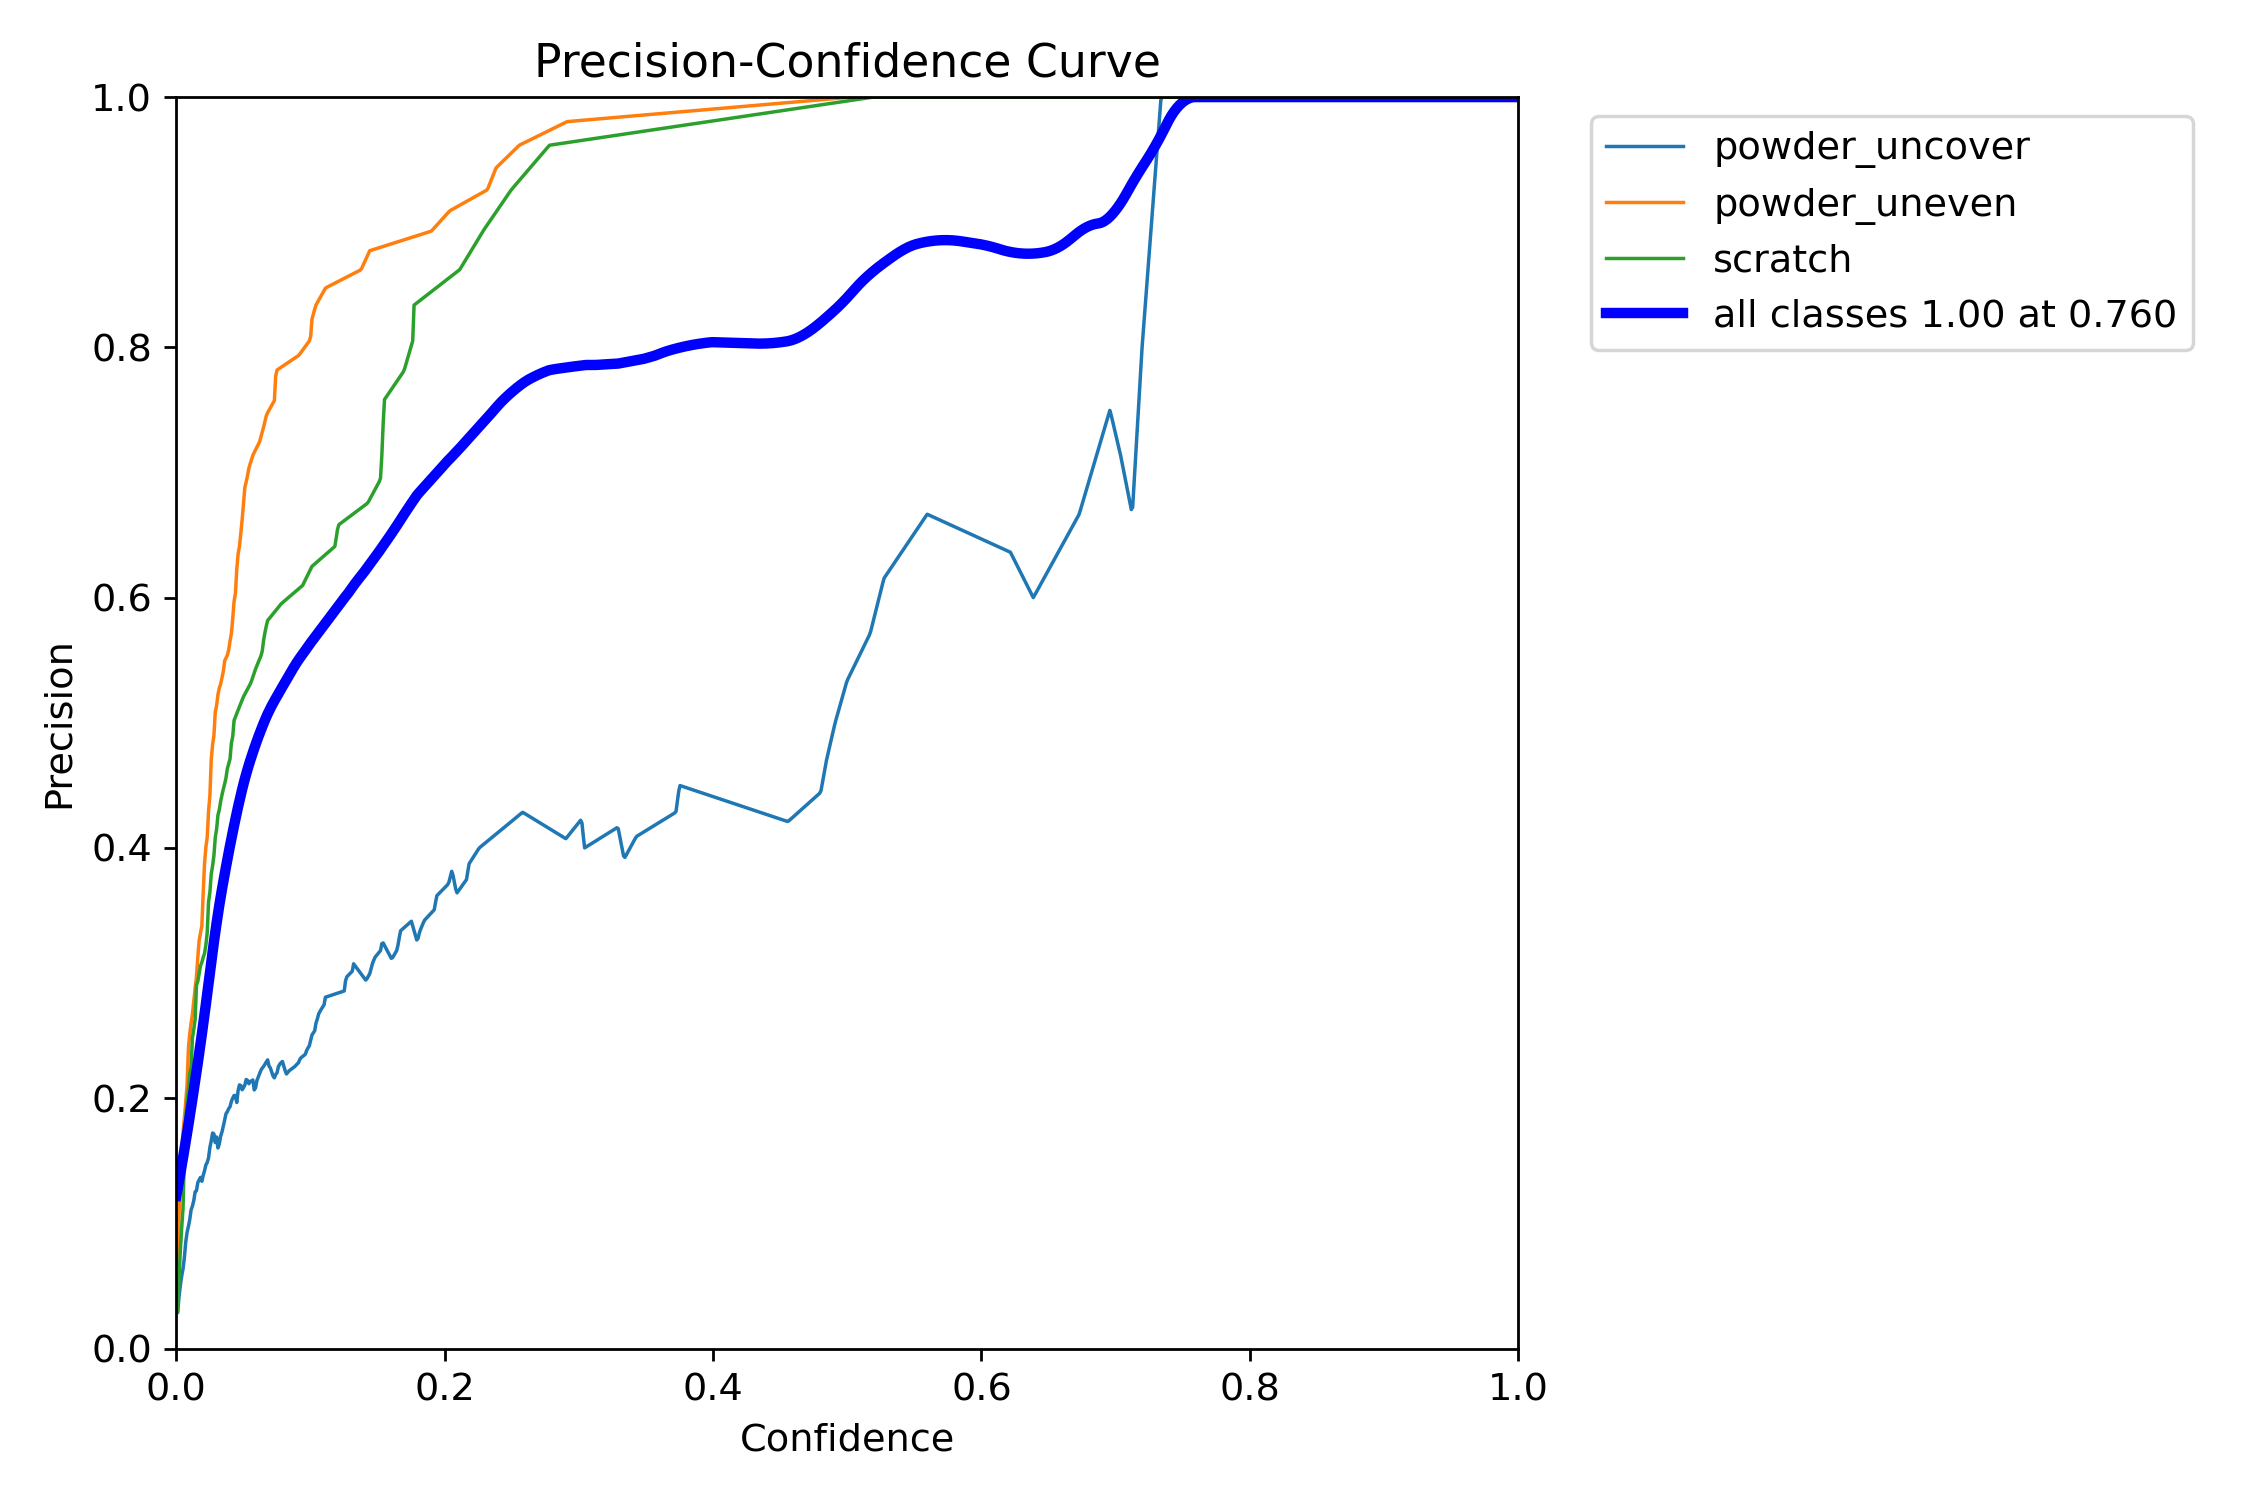 Precision-Confidence Curve
1.0
0.8
0.6
0.4
0.2
0.0
Precision
0.0 0.2 0.4 0.6 0.8 1.0
Confidence
powder_uncover
powder_uneven
scratch
all classes 1.00 at 0.760